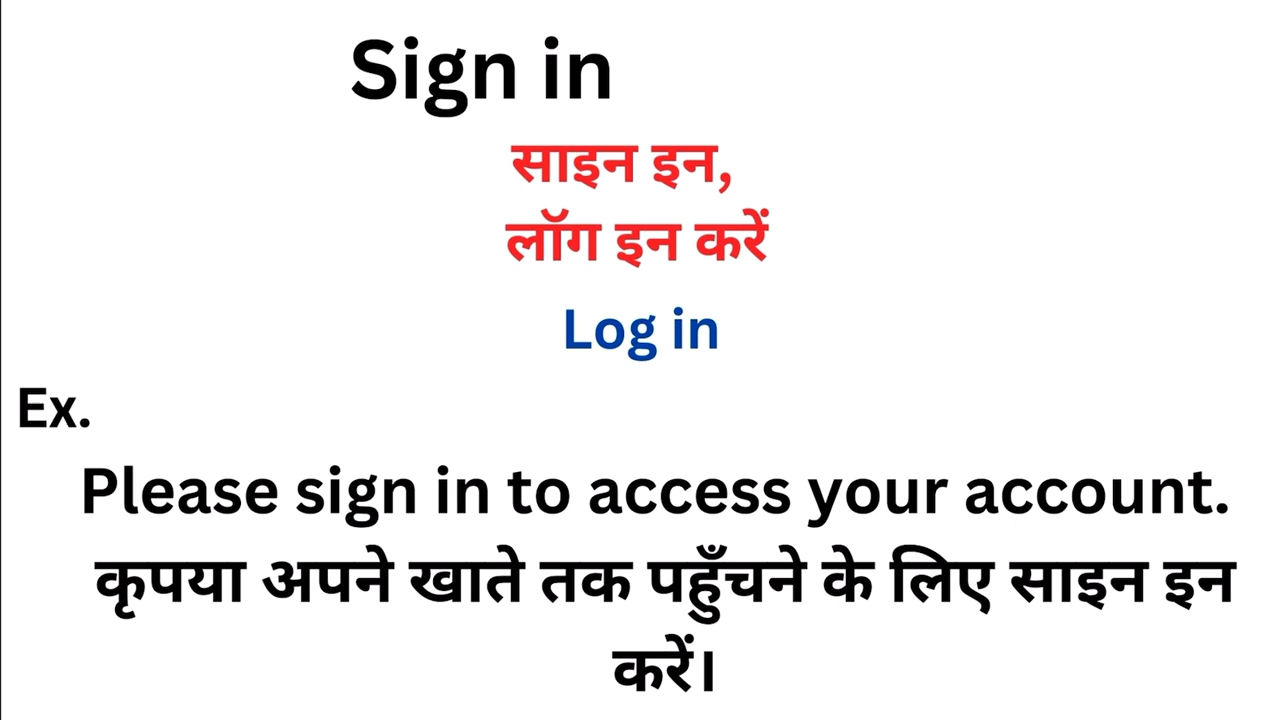 Sign in
साइन इन,
लॉग इन करें
Log in
Ex.
Please sign in to access your account.
कृपया अपने खाते तक पहुँचने के लिए साइन इन
करें।